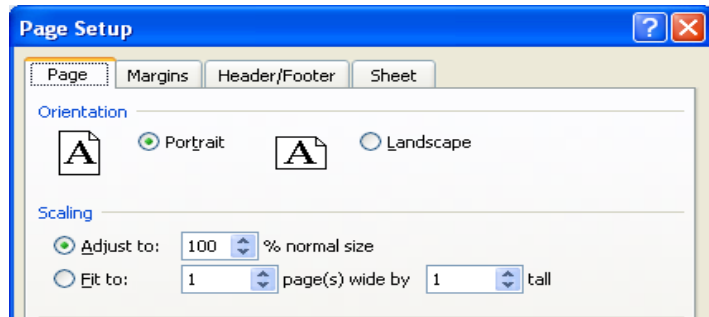 Page Setup
Page Margins Header/Footer Sheet
Orientation
A Portrait A Landscape
Scaling
Adjust to: 100 % normal size
Fit to: 1 page(s) wide by 1 tall